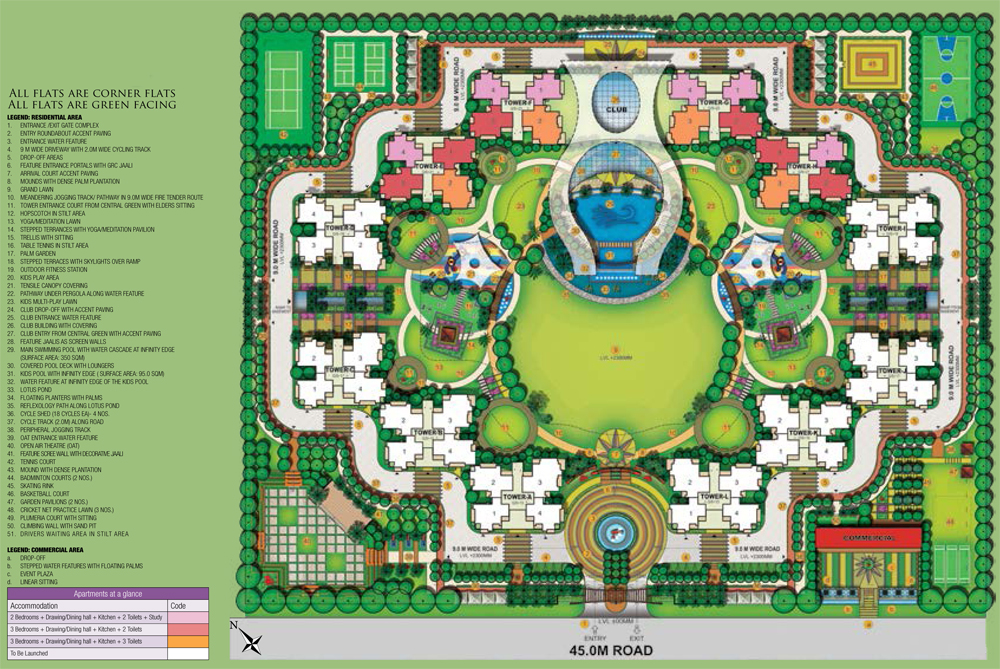 ALL FLATS ARE CORNER FLATS
ALL FLATS ARE GREEN FACING
LEGEND: RESIDENTIAL AREA
1. ENTRANCE /EXIT GATE COMPLEX
2. ENTRY ROUNDABOUT ACCENT PAVING
3. ENTRANCE WATER FEATURE
4. 9 M WIDE DRIVEWAY WITH 2.0M WIDE CYCLING TRACK
5. DROP-OFF AREAS
6. FEATURE ENTRANCE PORTALS WITH GRC JAALI
7. ARRIVAL COURT ACCENT PAVING
8. MOUNDS WITH DENSE PALM PLANTATION
9. GRAND LAWN
10. MEANDERING JOGGING TRACK/ PATHWAY IN 9.0M WIDE FIRE TENDER ROUTE
11. TOWER ENTRANCE COURT FROM CENTRAL GREEN WITH ELDERS SITTING
12. HOPSCOTCH IN STILT AREA
13. YOGA/MEDITATION LAWN
14. STEPPED TERRANCES WITH YOGA/MEDITATION PAVILION
15. TRELLIS WITH SITTING
16. TABLE TENNIS IN STILT AREA
17. PALM GARDEN
18. STEPPED TERRACES WITH SKYLIGHTS OVER RAMP
19. OUTDOOR FITNESS STATION
20. KIDS PLAY AREA
21. TENSILE CANOPY COVERING
22. PATHWAY UNDER PERGOLA ALONG WATER FEATURE
23. KIDS MULTI-PLAY LAWN
24. CLUB DROP-OFF WITH ACCENT PAVING
25. CLUB ENTRANCE WATER FEATURE
26. CLUB BUILDING WITH COVERING
27. CLUB ENTRY FROM CENTRAL GREEN WITH ACCENT PAVING
28. FEATURE JAALIS AS SCREEN WALLS
29. MAIN SWIMMING POOL WITH WATER CASCADE AT INFINITY EDGE
(SURFACE AREA: 350 SQM)
30. COVERED POOL DECK WITH LOUNGERS
31. KIDS POOL WITH INFINITY EDGE ( SURFACE AREA: 95.0 SQM)
32. WATER FEATURE AT INFINITY EDGE OF THE KIDS POOL
33. LOTUS POND
34. FLOATING PLANTERS WITH PALMS
35. REFLEXOLOGY PATH ALONG LOTUS POND
36. CYCLE SHED (18 CYCLES EA)- 4 NOS.
37. CYCLE TRACK (2.0M) ALONG ROAD
38. PERIPHERAL JOGGING TRACK
39. OAT ENTRANCE WATER FEATURE
40. OPEN AIR THEATRE (OAT)
41. FEATURE SCREE WALL WITH DECORATIVE JAALI
42. TENNIS COURT
43. MOUND WITH DENSE PLANTATION
44. BADMINTON COURTS (2 NOS.)
45. SKATING RINK
46. BASKETBALL COURT
47. GARDEN PAVILIONS (2 NOS.)
48. CRICKET NET PRACTICE LAWN (3 NOS.)
49. PLUMERIA COURT WITH SITTING
50. CLIMBING WALL WITH SAND PIT
51. DRIVERS WAITING AREA IN STILT AREA
LEGEND: COMMERCIAL AREA
a. DROP-OFF
b. STEPPED WATER FEATURES WITH FLOATING PALMS
c. EVENT PLAZA
d. LINEAR SITTING
Apartments at a glance
Accommodation Code
2 Bedrooms + Drawing/Dining hall + Kitchen + 2 Toilets + Study
3 Bedrooms + Drawing/Dining hall + Kitchen + 2 Toilets
3 Bedrooms + Drawing/Dining hall + Kitchen + 3 Toilets
To Be Launched
N
9.0 M WIDE ROAD
9.0 M WIDE ROAD
CLUB
TOWER-F
TOWER-G
TOWER-E
TOWER-H
TOWER-D
TOWER-I
9.0 M WIDE ROAD
TOWER-C
TOWER-J
9.0 M WIDE ROAD
TOWER-B
TOWER-K
TOWER-A
TOWER-L
9.0 M WIDE ROAD
9.0 M WIDE ROAD
COMMERCIAL
LVL ±00MM
ENTRY EXIT
45.0M ROAD